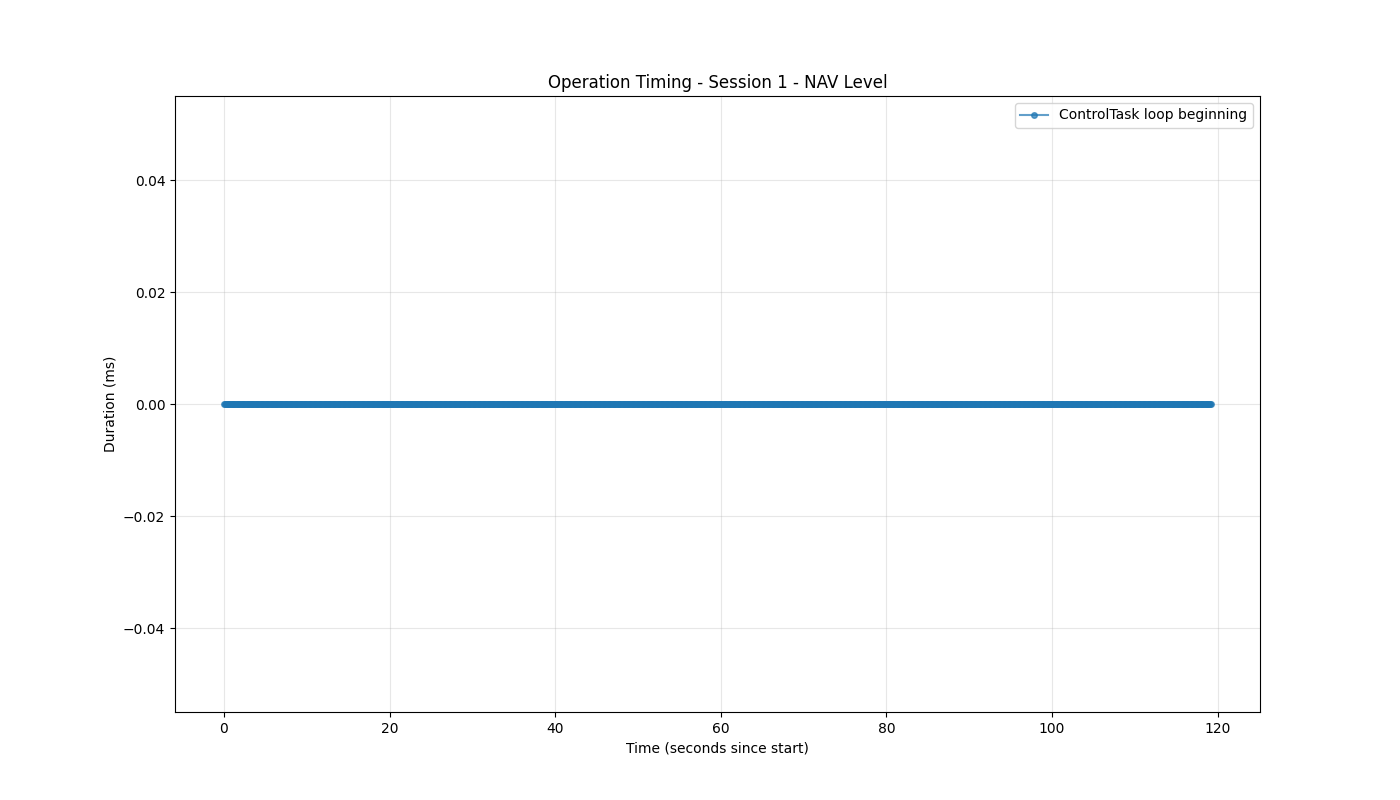 Operation Timing - Session 1 - NAV Level
ControlTask loop beginning
0.04
0.02
0.00
−0.02
−0.04
Duration (ms)
0 20 40 60 80 100 120
Time (seconds since start)